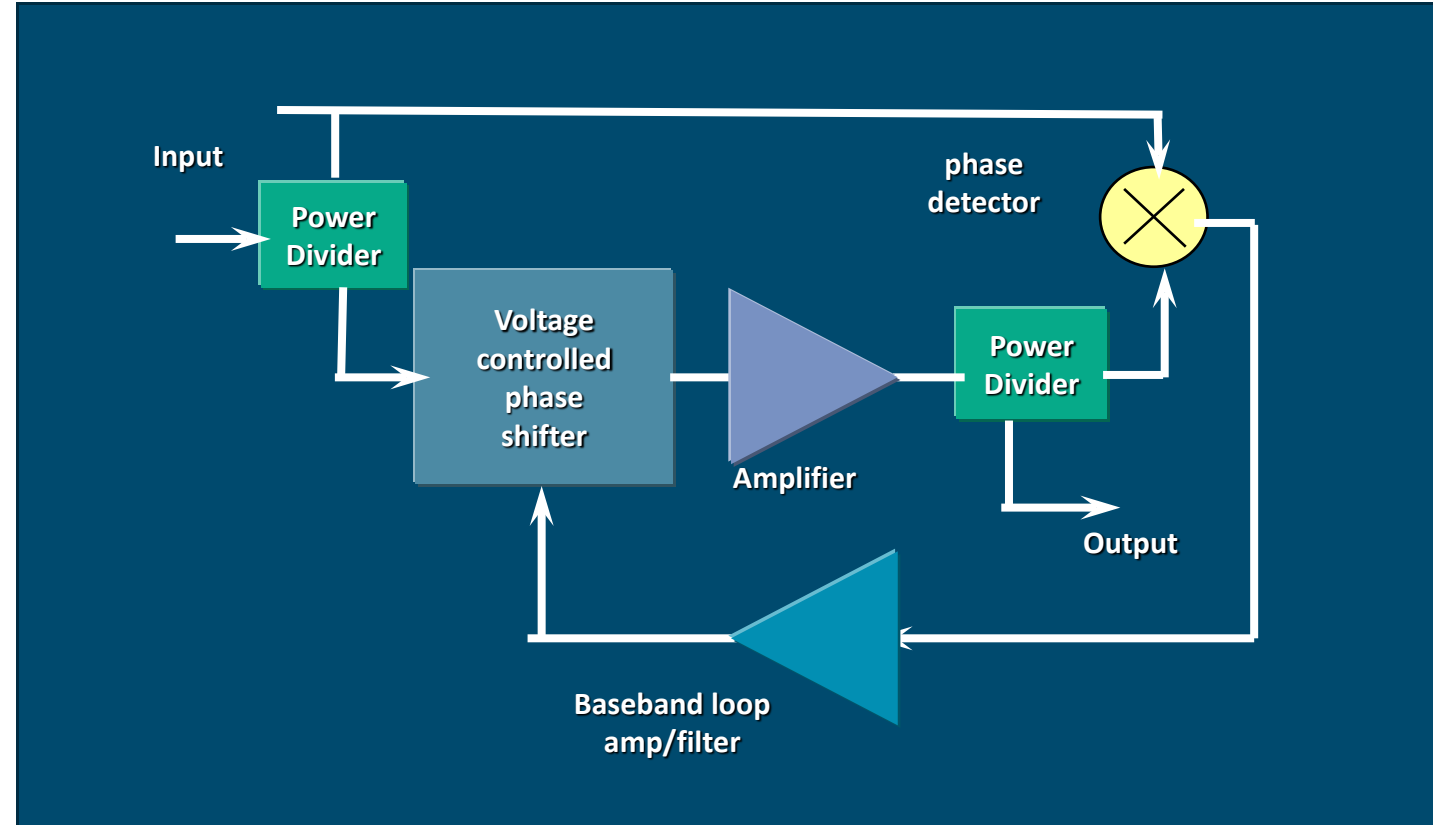 Input
phase
detector
Power
Divider
Voltage
controlled
phase
shifter
Power
Divider
Amplifier
Output
Baseband loop
amp/filter